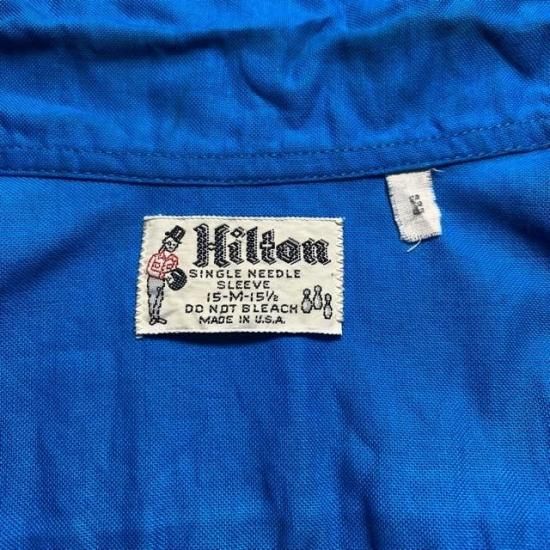 Hilton
SINGLE NEEDLE
SLEEVE
15-M-15½
DO NOT BLEACH
MADE IN U.S.A.